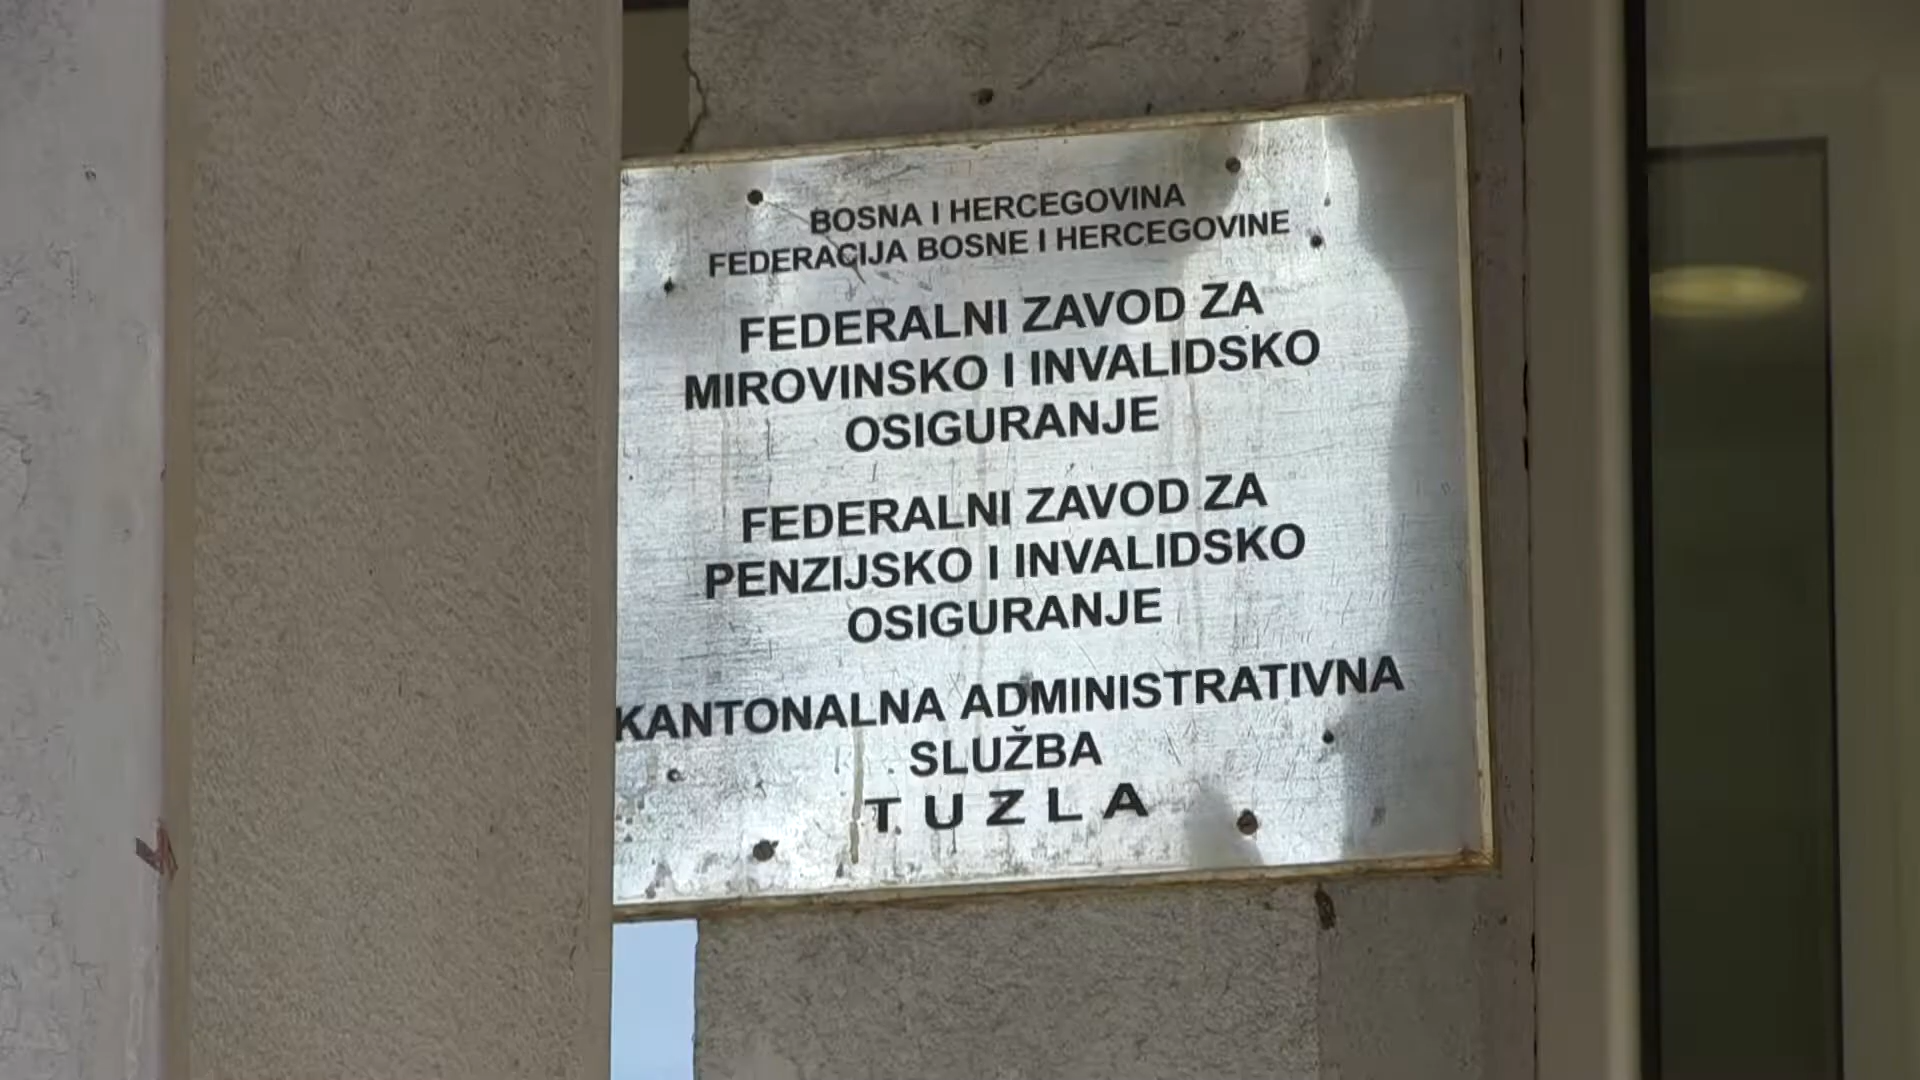 BOSNA I HERCEGOVINA
FEDERACIJA BOSNE I HERCEGOVINE
FEDERALNI ZAVOD ZA
MIROVINSKO I INVALIDSKO
OSIGURANJE
FEDERALNI ZAVOD ZA
PENZIJSKO I INVALIDSKO
OSIGURANJE
KANTONALNA ADMINISTRATIVNA
SLUŽBA
TUZLA